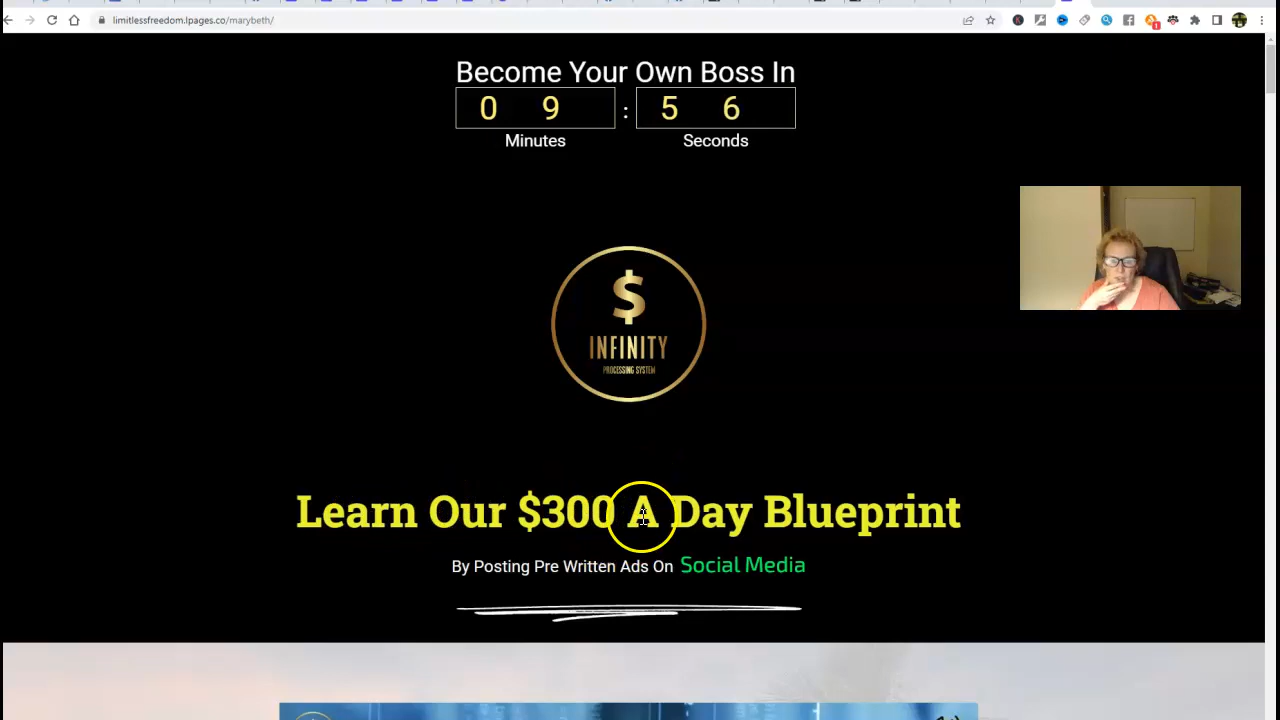 limitlessfreedom.lpages.co/marybeth/
1
Become Your Own Boss In
0 9 : 5 6
Minutes Seconds
$
INFINITY
PROCESSING SYSTEM
Learn Our $300 A Day Blueprint
By Posting Pre Written Ads On Social Media